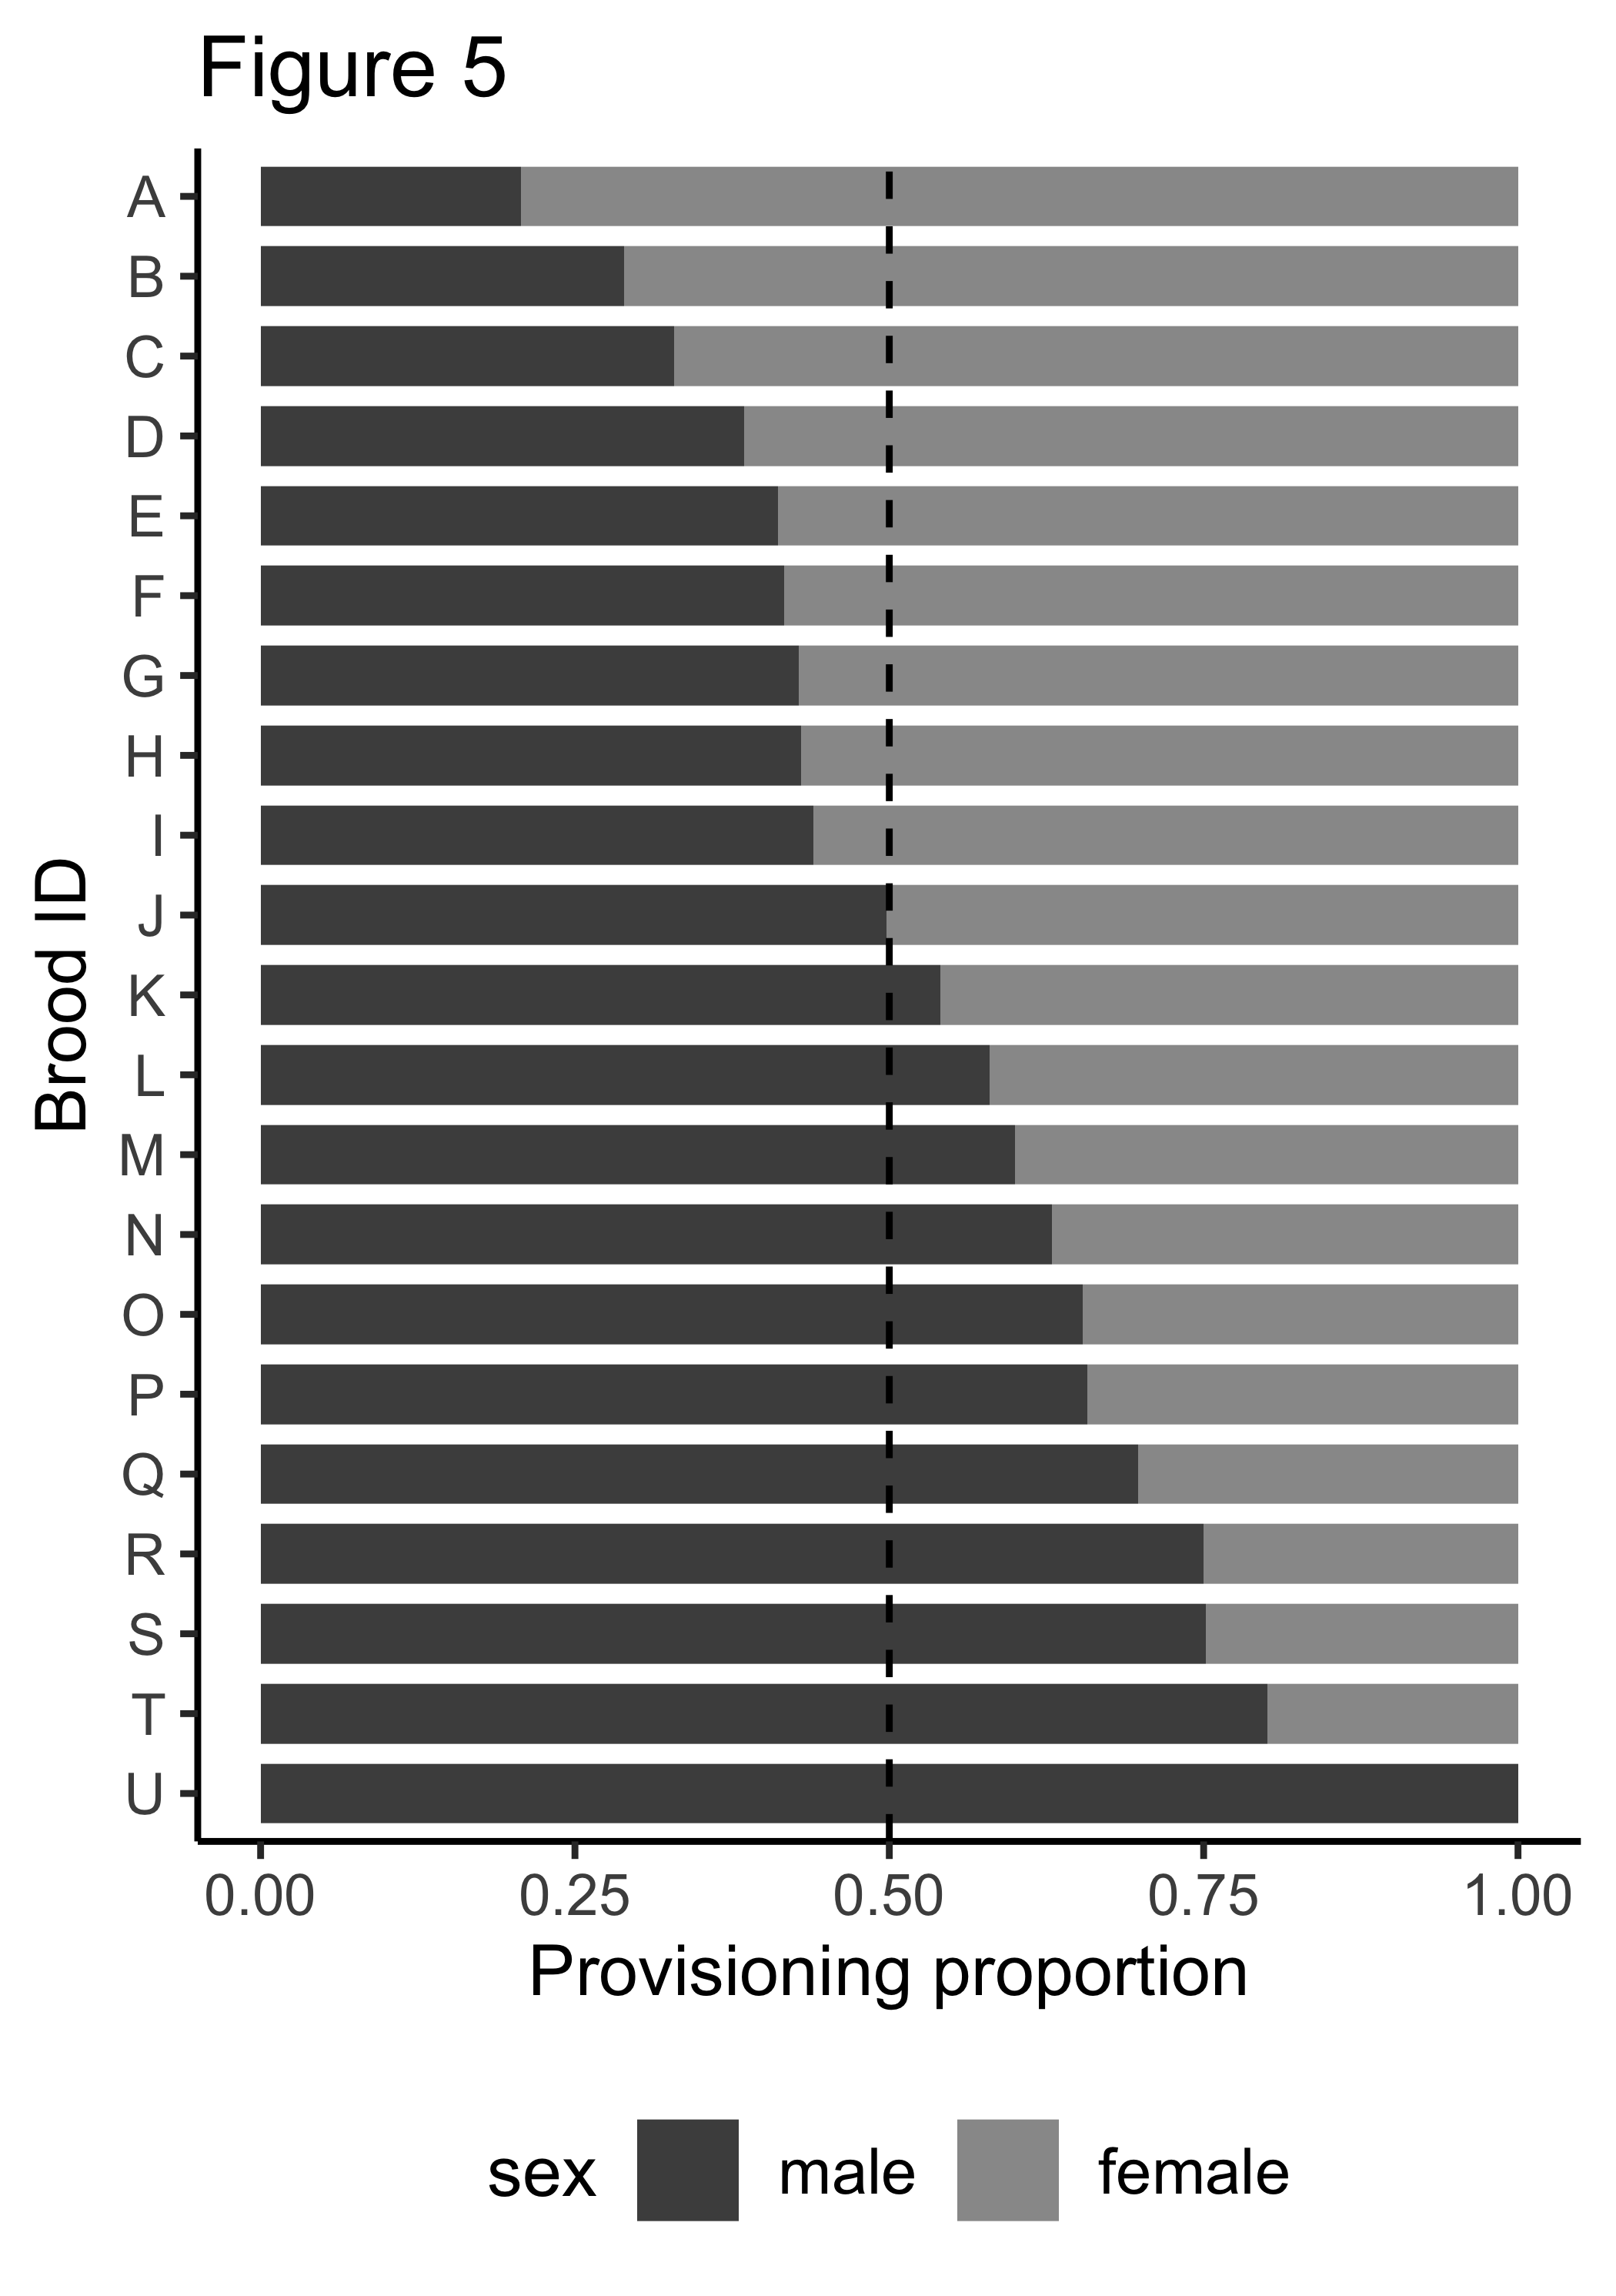 Figure 5
A
B
C
D
E
F
G
H
I
J
K
L
M
N
O
P
Q
R
S
T
U
Brood ID
0.00 0.25 0.50 0.75 1.00
Provisioning proportion
sex male female